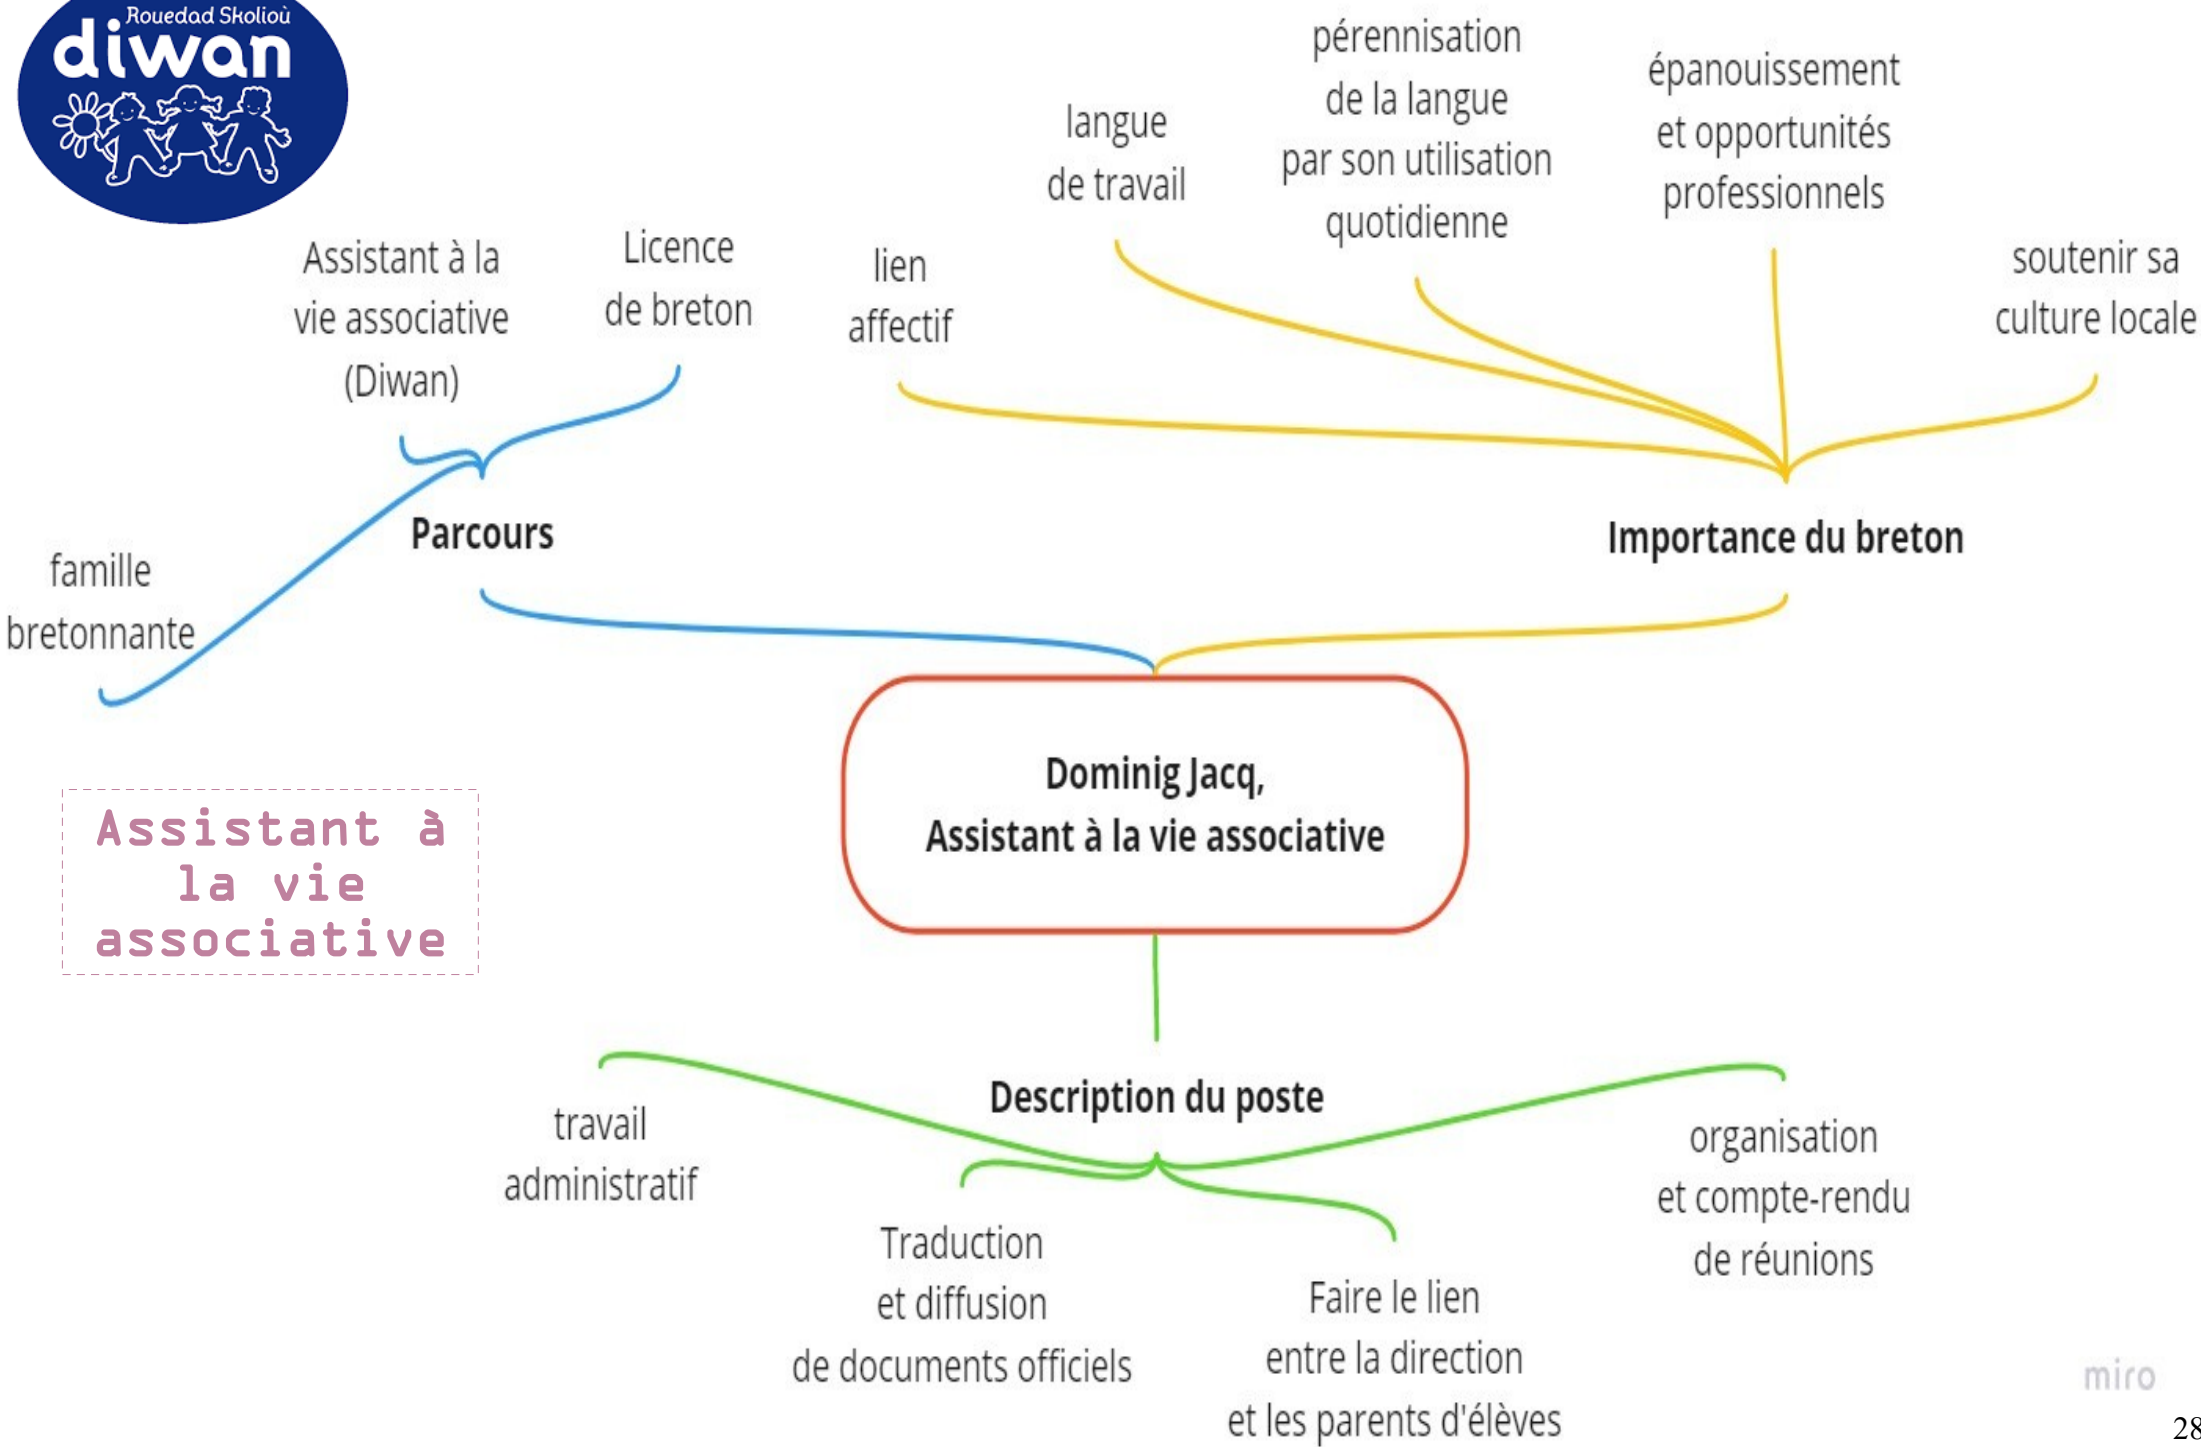 Rouedad Skolioù
diwan
Assistant à la
vie associative
(Diwan)
Licence
de breton
famille
bretonnante
Parcours
lien
affectif
langue
de travail
pérennisation
de la langue
par son utilisation
quotidienne
épanouissement
et opportunités
professionnels
soutenir sa
culture locale
Importance du breton
Dominig Jacq,
Assistant à la vie associative
Assistant à
la vie
associative
Description du poste
travail
administratif
Traduction
et diffusion
de documents officiels
Faire le lien
entre la direction
et les parents d'élèves
organisation
et compte-rendu
de réunions
miro
28